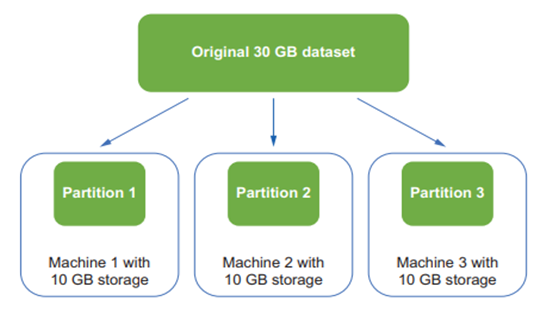 Original 30 GB dataset
Partition 1
Partition 2
Partition 3
Machine 1 with
10 GB storage
Machine 2 with
10 GB storage
Machine 3 with
10 GB storage